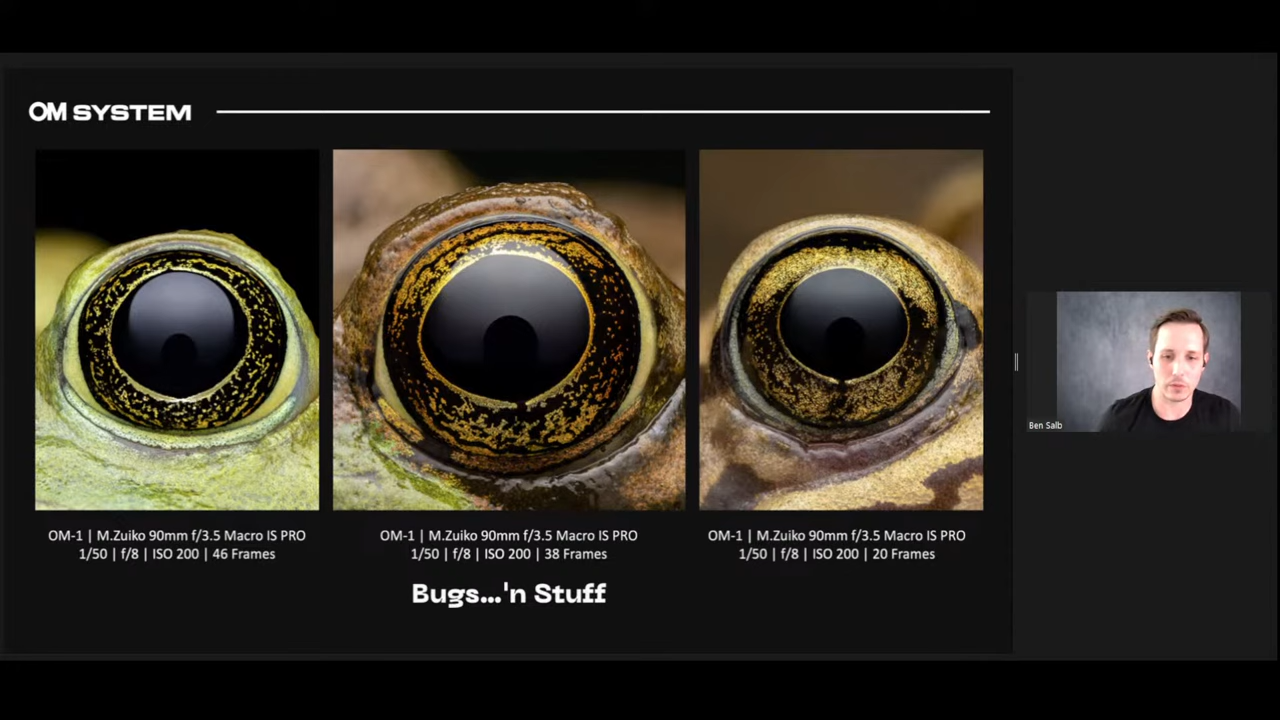 OM SYSTEM
OM-1 | M.Zuiko 90mm f/3.5 Macro IS PRO
1/50 | f/8 | ISO 200 | 46 Frames
OM-1 | M.Zuiko 90mm f/3.5 Macro IS PRO
1/50 | f/8 | ISO 200 | 38 Frames
OM-1 | M.Zuiko 90mm f/3.5 Macro IS PRO
1/50 | f/8 | ISO 200 | 20 Frames
Bugs...'n Stuff
Ben Salb